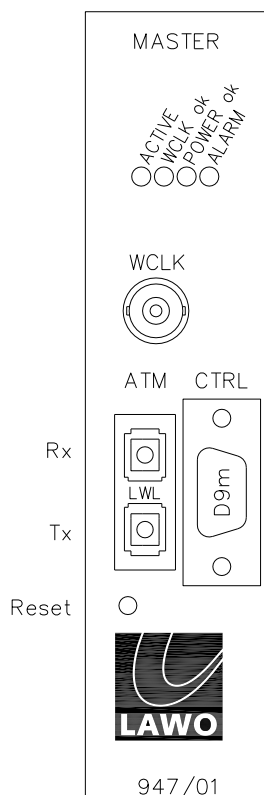 MASTER
ACTIVE
WCLK ok
POWER ok
ALARM
WCLK
ATM CTRL
Rx
LWL
D9m
Tx
Reset
LAWO
947/01